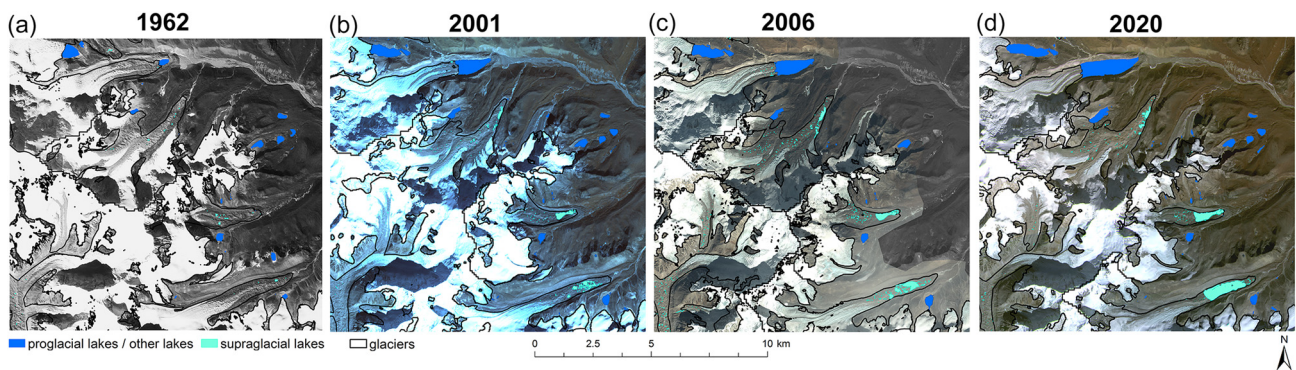 (a) 1962 (b) 2001 (c) 2006 (d) 2020
proglacial lakes / other lakes supraglacial lakes glaciers
0 2.5 5 10 km
N